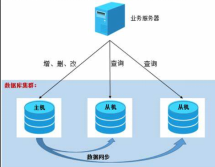 业务服务器
增、删、改
查询
查询
数据库集群：
主机
从机
从机
数据同步